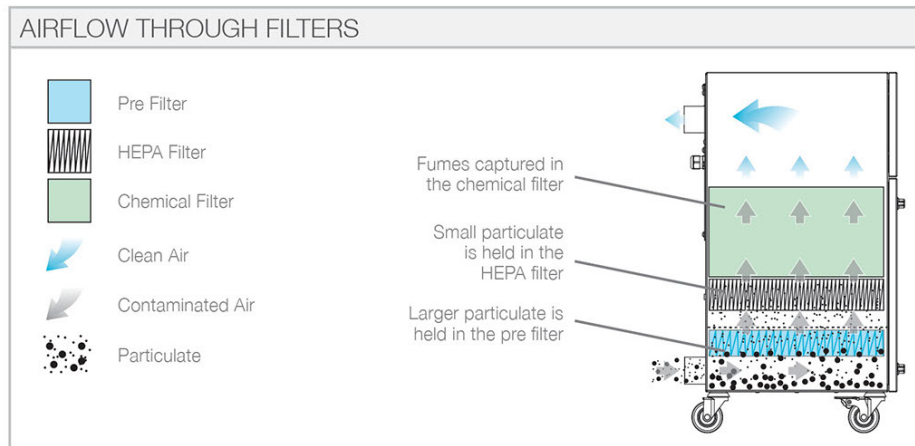 AIRFLOW THROUGH FILTERS
Pre Filter
HEPA Filter
Chemical Filter
Clean Air
Contaminated Air
Particulate
Fumes captured in
the chemical filter
Small particulate
is held in the
HEPA filter
Larger particulate is
held in the pre filter